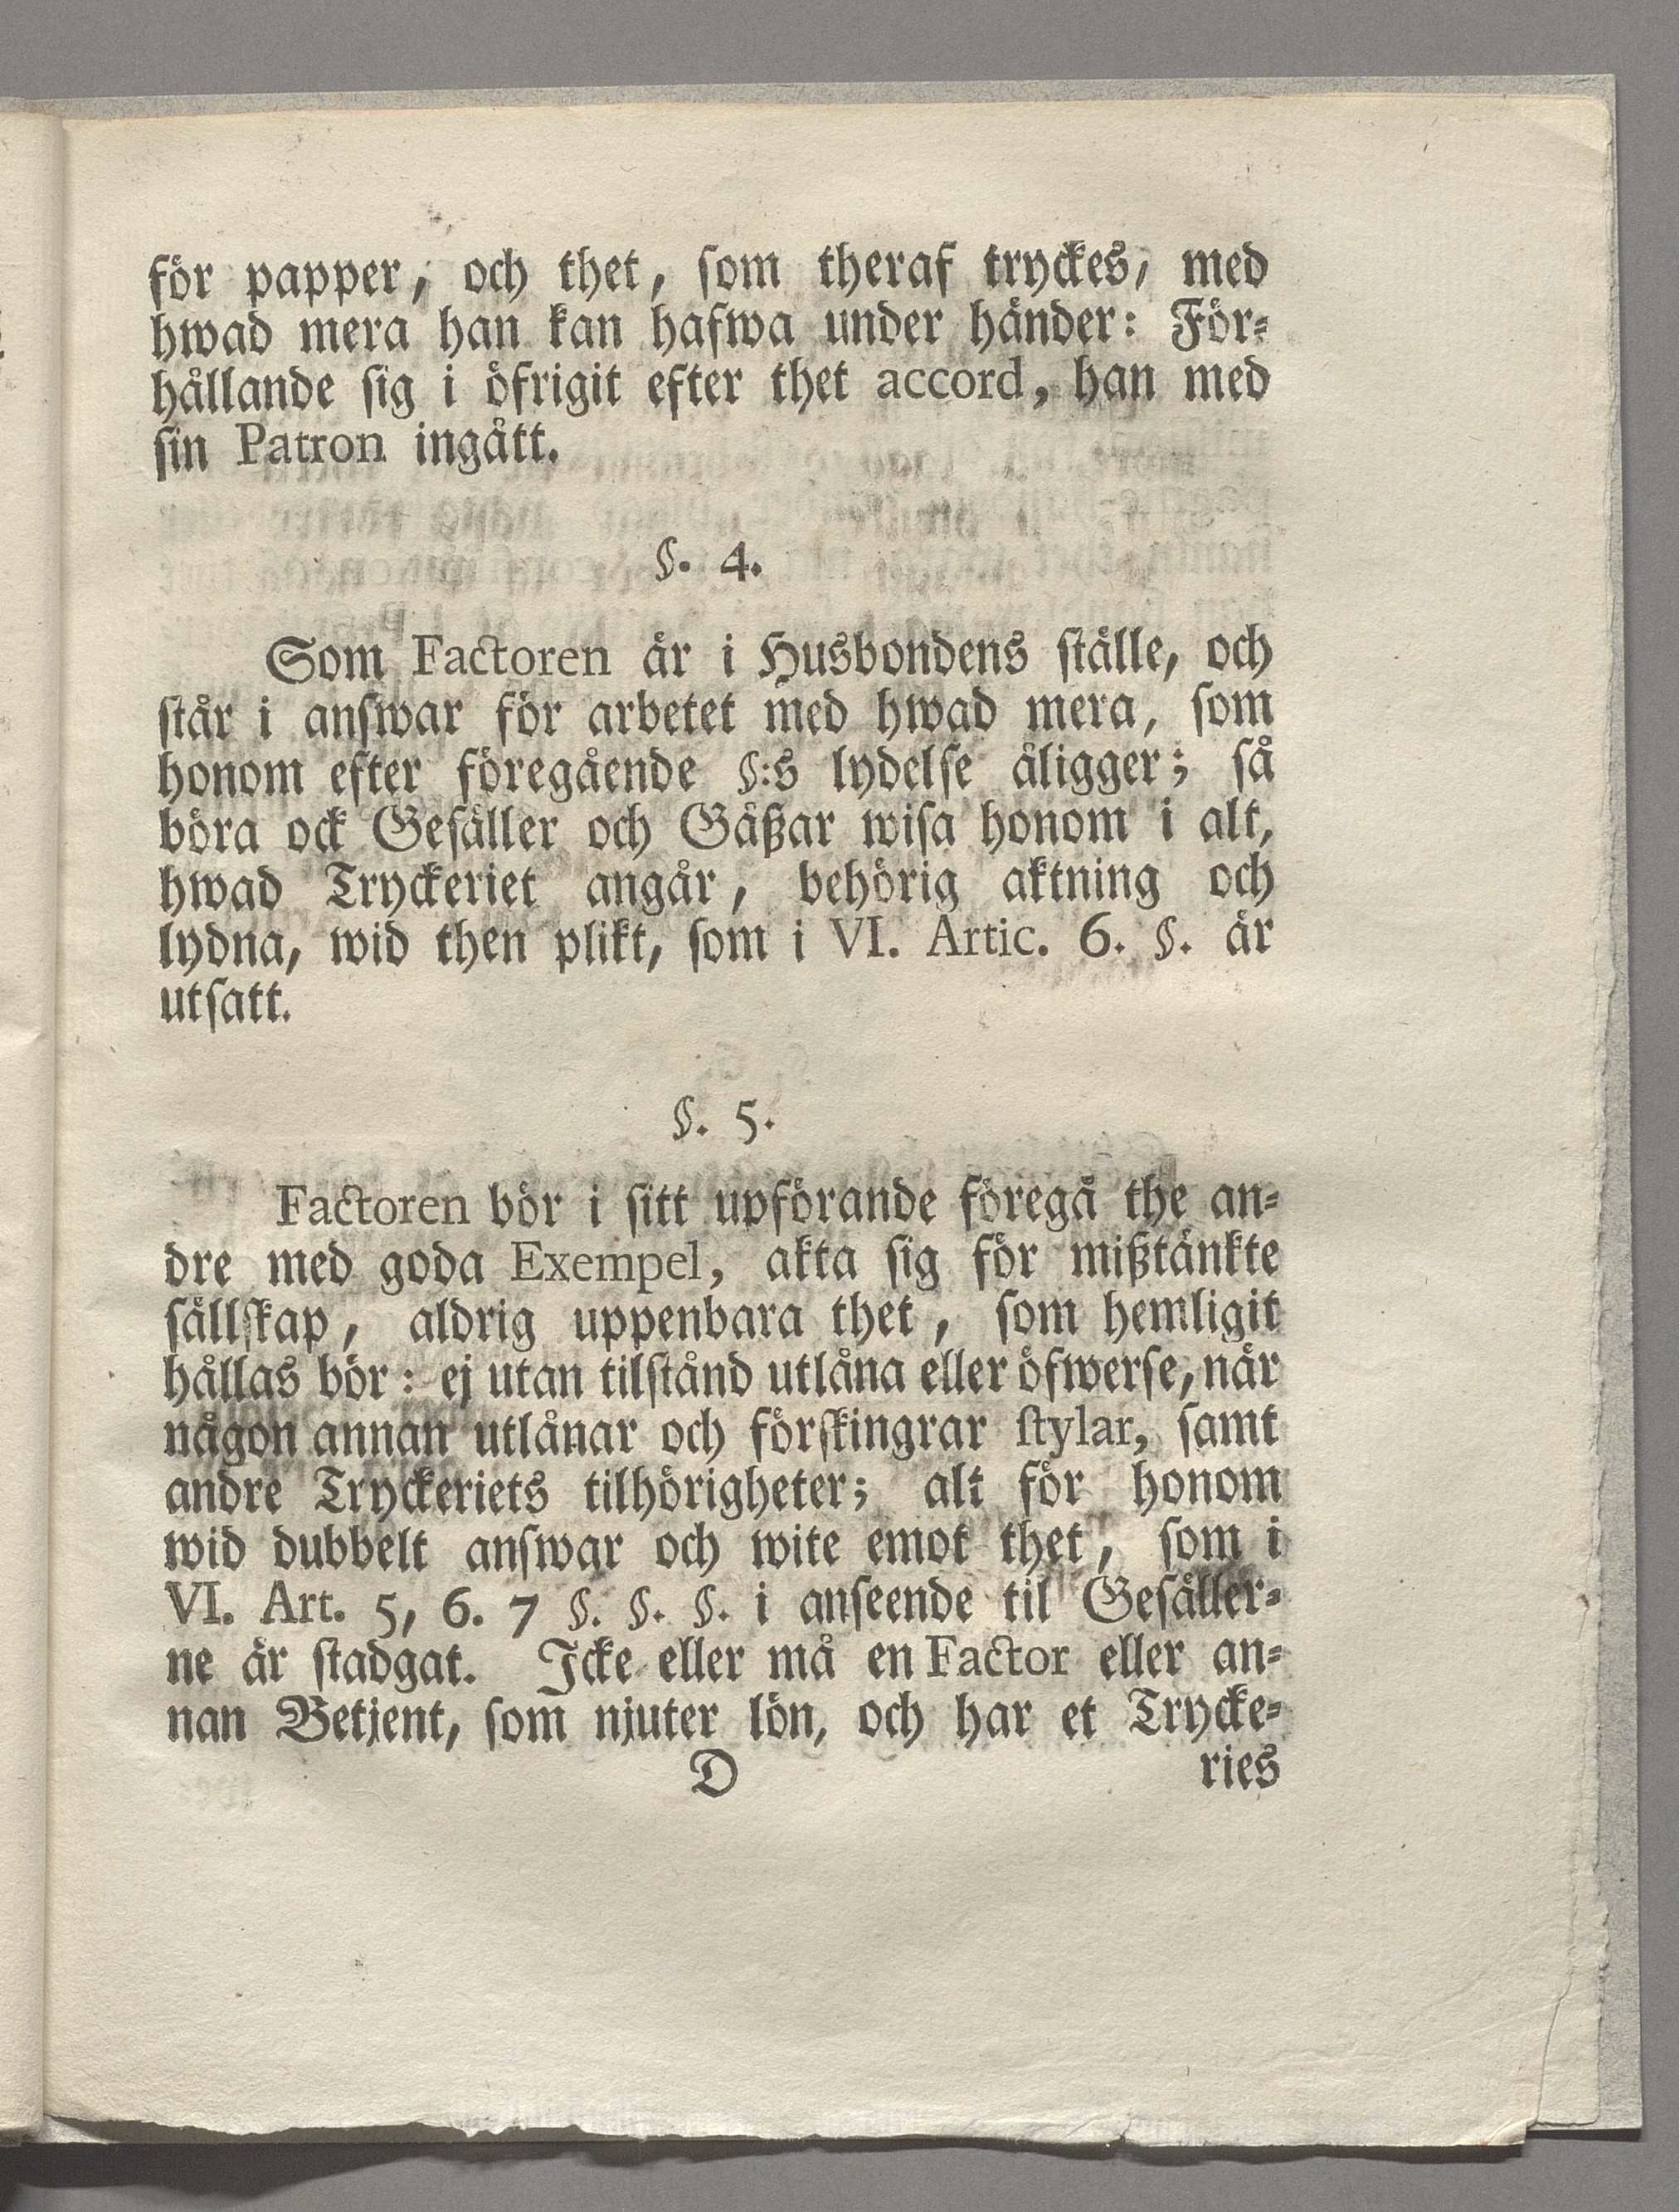 för papper, och thet, som theraf tryckes, med
hwad mera han kan hafwa under händer: För-
hållande sig i öfrigit efter thet accord, han med
sin Patron ingått.
§. 4.
Som Factoren är i Husbondens ställe, och
står i answar för arbetet med hwad mera, som
honom efter föregående §:s lydelse åligger; så
böra ock Gesäller och Gåßar wisa honom i alt,
hwad Tryckeriet angår, behörig aktning och
lydna, wid then plikt, som i VI. Artic. 6. §. är
utsatt.
§. 5.
Factoren bör i sitt upförande föregå the an-
dre med goda Exempel, akta sig för mißtänkte
sällskap, aldrig uppenbara thet, som hemligit
hållas bör: ej utan tilstånd utlåna eller öfwerse, när
någon annan utlånar och förskingrar stylar, samt
andre Tryckeriets tilhörigheter; alt för honom
wid dubbelt answar och wite emot thet, som i
VI. Art. 5, 6. 7 §. §. §. i anseende til Gesäller-
ne är stadgat. Icke eller må en Factor eller an-
nan Betjent, som njuter lön, och har et Trycke-
D ries